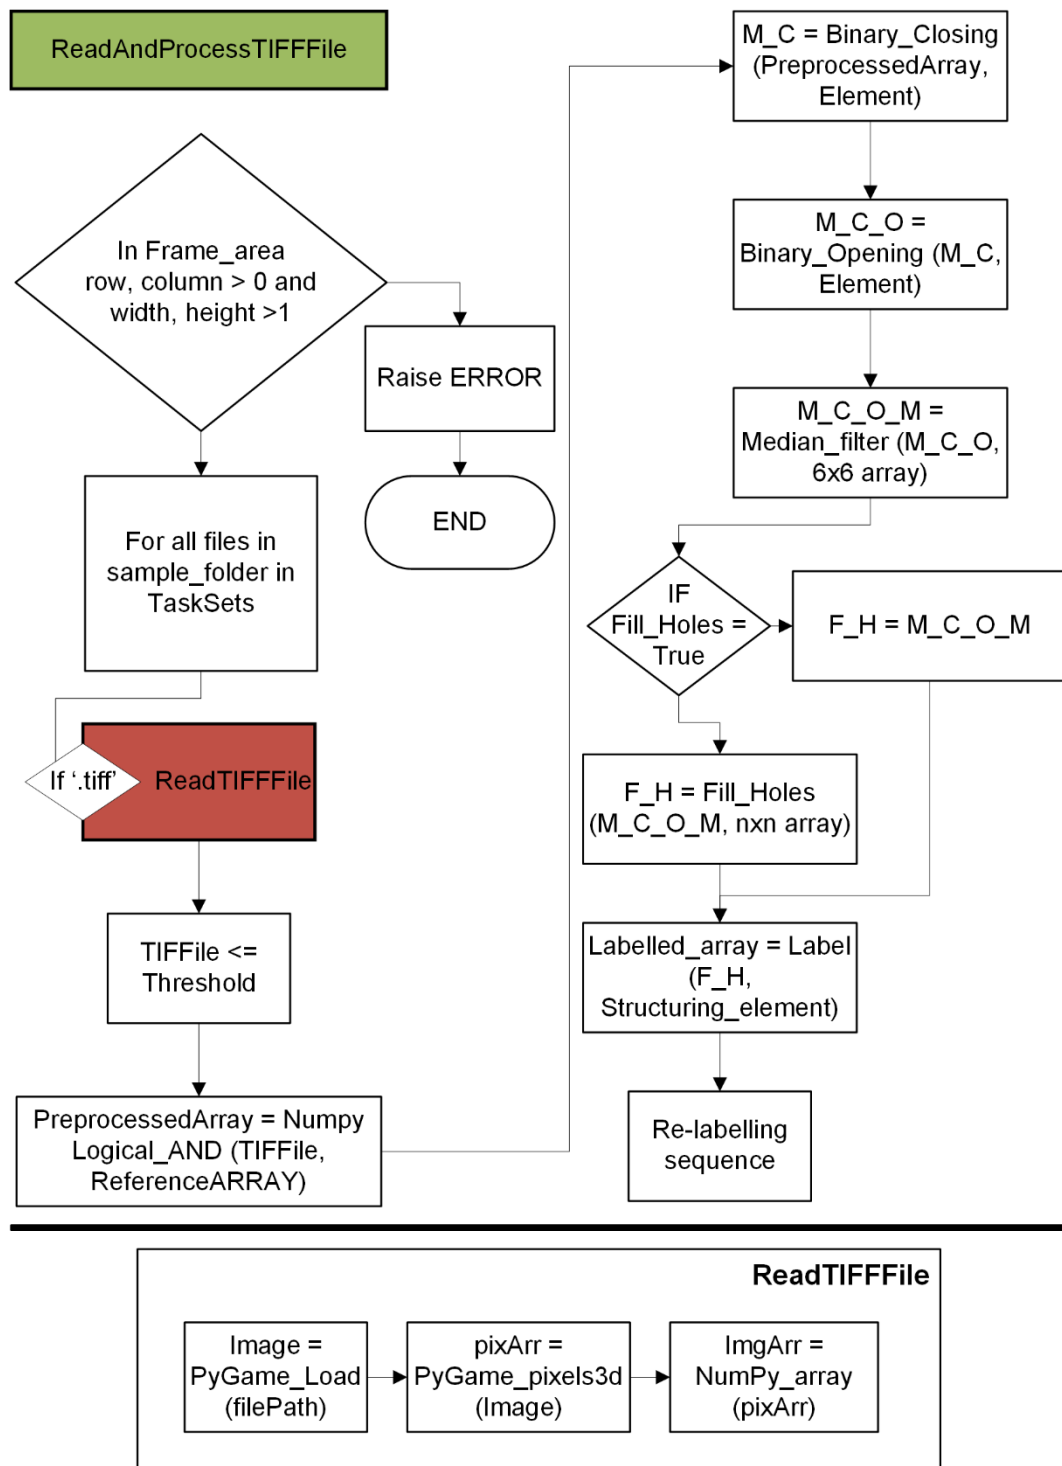 ReadAndProcessTIFFFile
In Frame_area
row, column > 0 and
width, height >1
Raise ERROR
END
For all files in
sample_folder in
TaskSets
If ‘.tiff’
ReadTIFFFile
TIFFile <=
Threshold
PreprocessedArray = Numpy
Logical_AND (TIFFile,
ReferenceARRAY)
M_C = Binary_Closing
(PreprocessedArray,
Element)
M_C_O =
Binary_Opening (M_C,
Element)
M_C_O_M =
Median_filter (M_C_O,
6x6 array)
IF
Fill_Holes =
True
F_H = M_C_O_M
F_H = Fill_Holes
(M_C_O_M, nxn array)
Labelled_array = Label
(F_H,
Structuring_element)
Re-labelling
sequence
ReadTIFFFile
Image =
PyGame_Load
(filePath)
pixArr =
PyGame_pixels3d
(Image)
ImgArr =
NumPy_array
(pixArr)